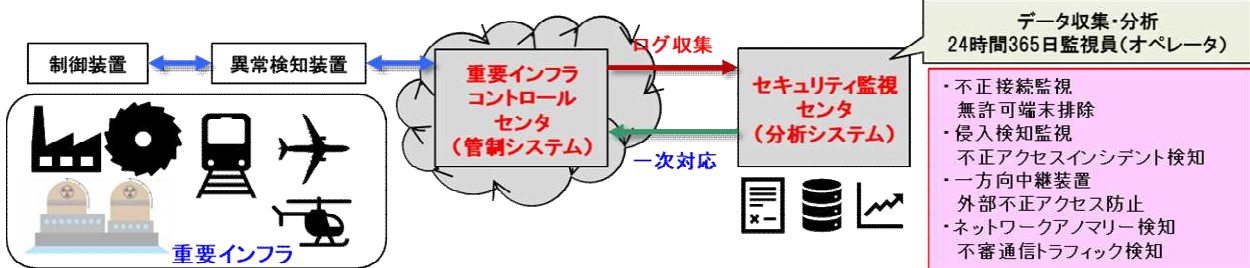 制御装置
異常検知装置
重要インフラ
重要インフラ
コントロール
センタ
(管制システム)
ログ収集
一次対応
セキュリティ監視
センタ
(分析システム)
データ収集・分析
24時間365日監視員(オペレータ)
・不正接続監視
無許可端末排除
・侵入検知監視
不正アクセスインシデント検知
・一方向中継装置
外部不正アクセス防止
・ネットワークアノマリー検知
不審通信トラフィック検知